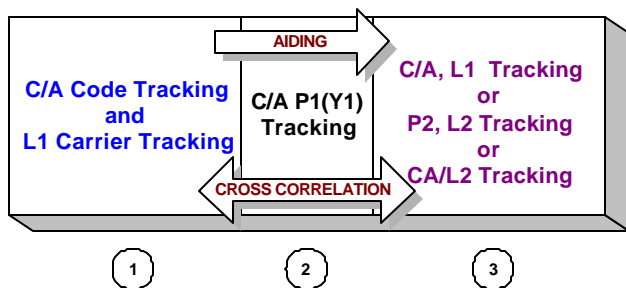 AIDING
C/A Code Tracking
and
L1 Carrier Tracking
C/A P1(Y1)
Tracking
C/A, L1 Tracking
or
P2, L2 Tracking
or
CA/L2 Tracking
CROSS CORRELATION
1
2
3